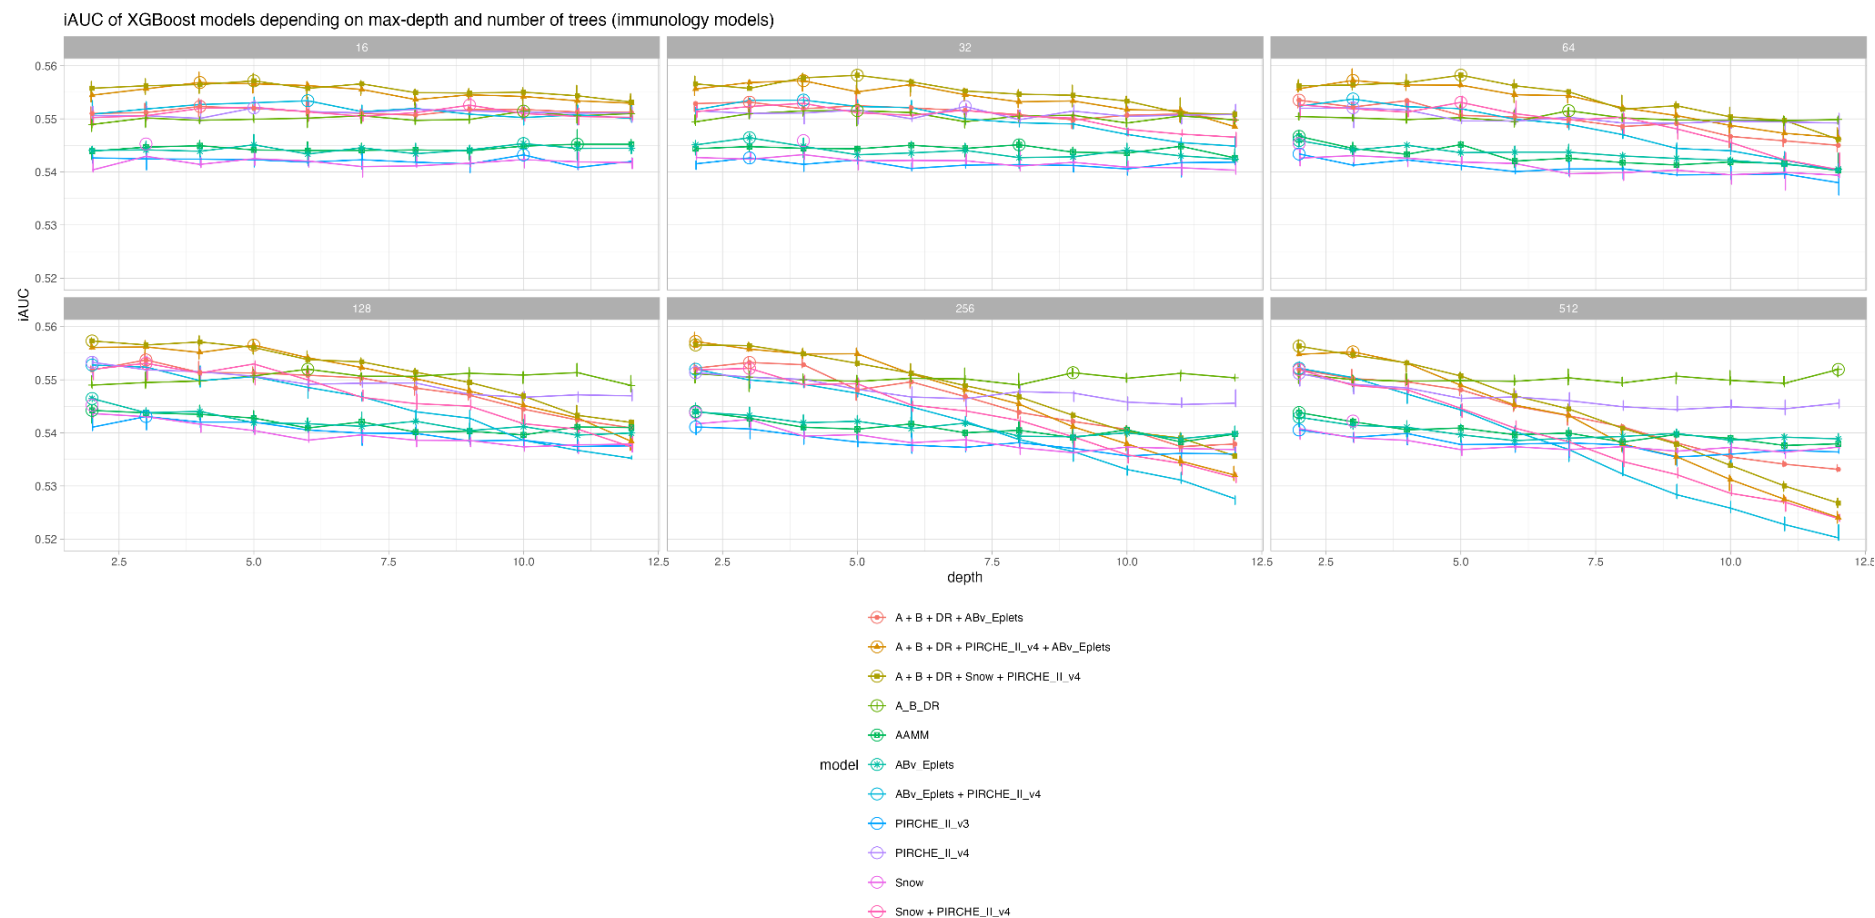 iAUC of XGBoost models depending on max-depth and number of trees (immunology models)
16
32
64
0.56
0.55
0.54
0.53
0.52
iAUC
128
256
512
0.56
0.55
0.54
0.53
0.52
2.5 5.0 7.5 10.0 12.5 2.5 5.0 7.5 10.0 12.5 2.5 5.0 7.5 10.0 12.5
depth
model
A + B + DR + ABv_Eplets
A + B + DR + PIRCHE_II_v4 + ABv_Eplets
A + B + DR + Snow + PIRCHE_II_v4
A_B_DR
AAMM
ABv_Eplets
ABv_Eplets + PIRCHE_II_v4
PIRCHE_II_v3
PIRCHE_II_v4
Snow
Snow + PIRCHE_II_v4